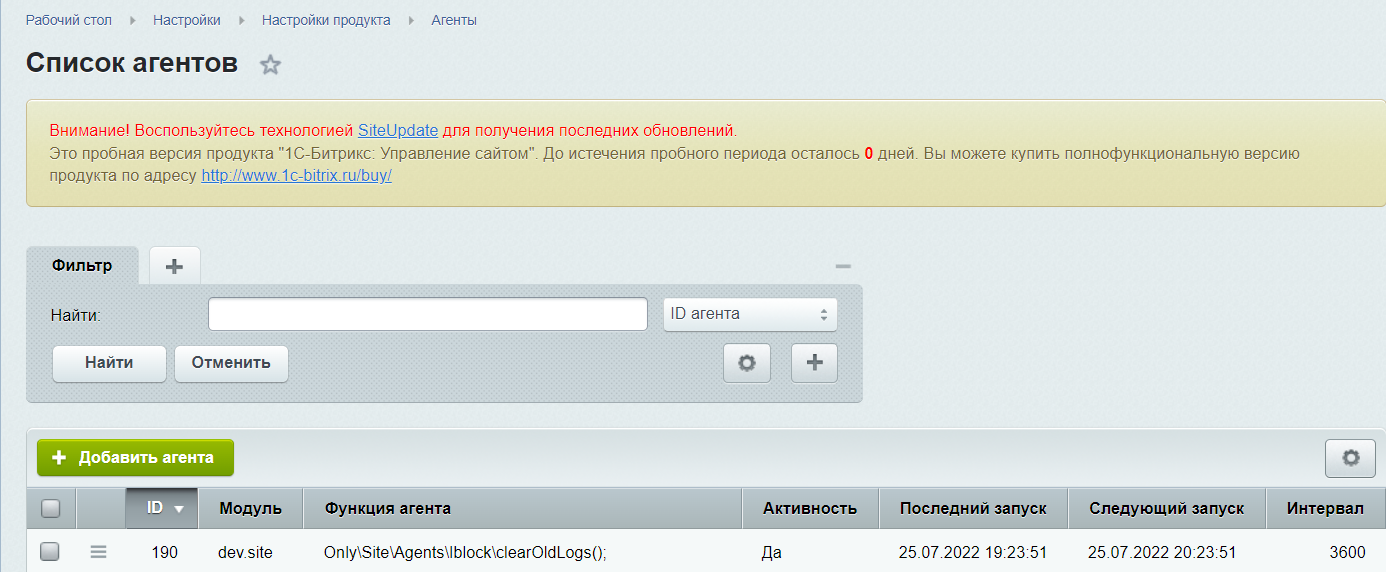 Рабочий стол Настройки Настройки продукта Агенты
Список агентов
Внимание! Воспользуйтесь технологией SiteUpdate для получения последних обновлений.
Это пробная версия продукта "1С-Битрикс: Управление сайтом". До истечения пробного периода осталось 0 дней. Вы можете купить полнофункциональную версию
продукта по адресу http://www.1c-bitrix.ru/buy/
Фильтр
Найти: ID агента
Найти Отменить
Добавить агента
ID Модуль Функция агента Активность Последний запуск Следующий запуск Интервал
190 dev.site Only\Site\Agents\Iblock\clearOldLogs(); Да 25.07.2022 19:23:51 25.07.2022 20:23:51 3600